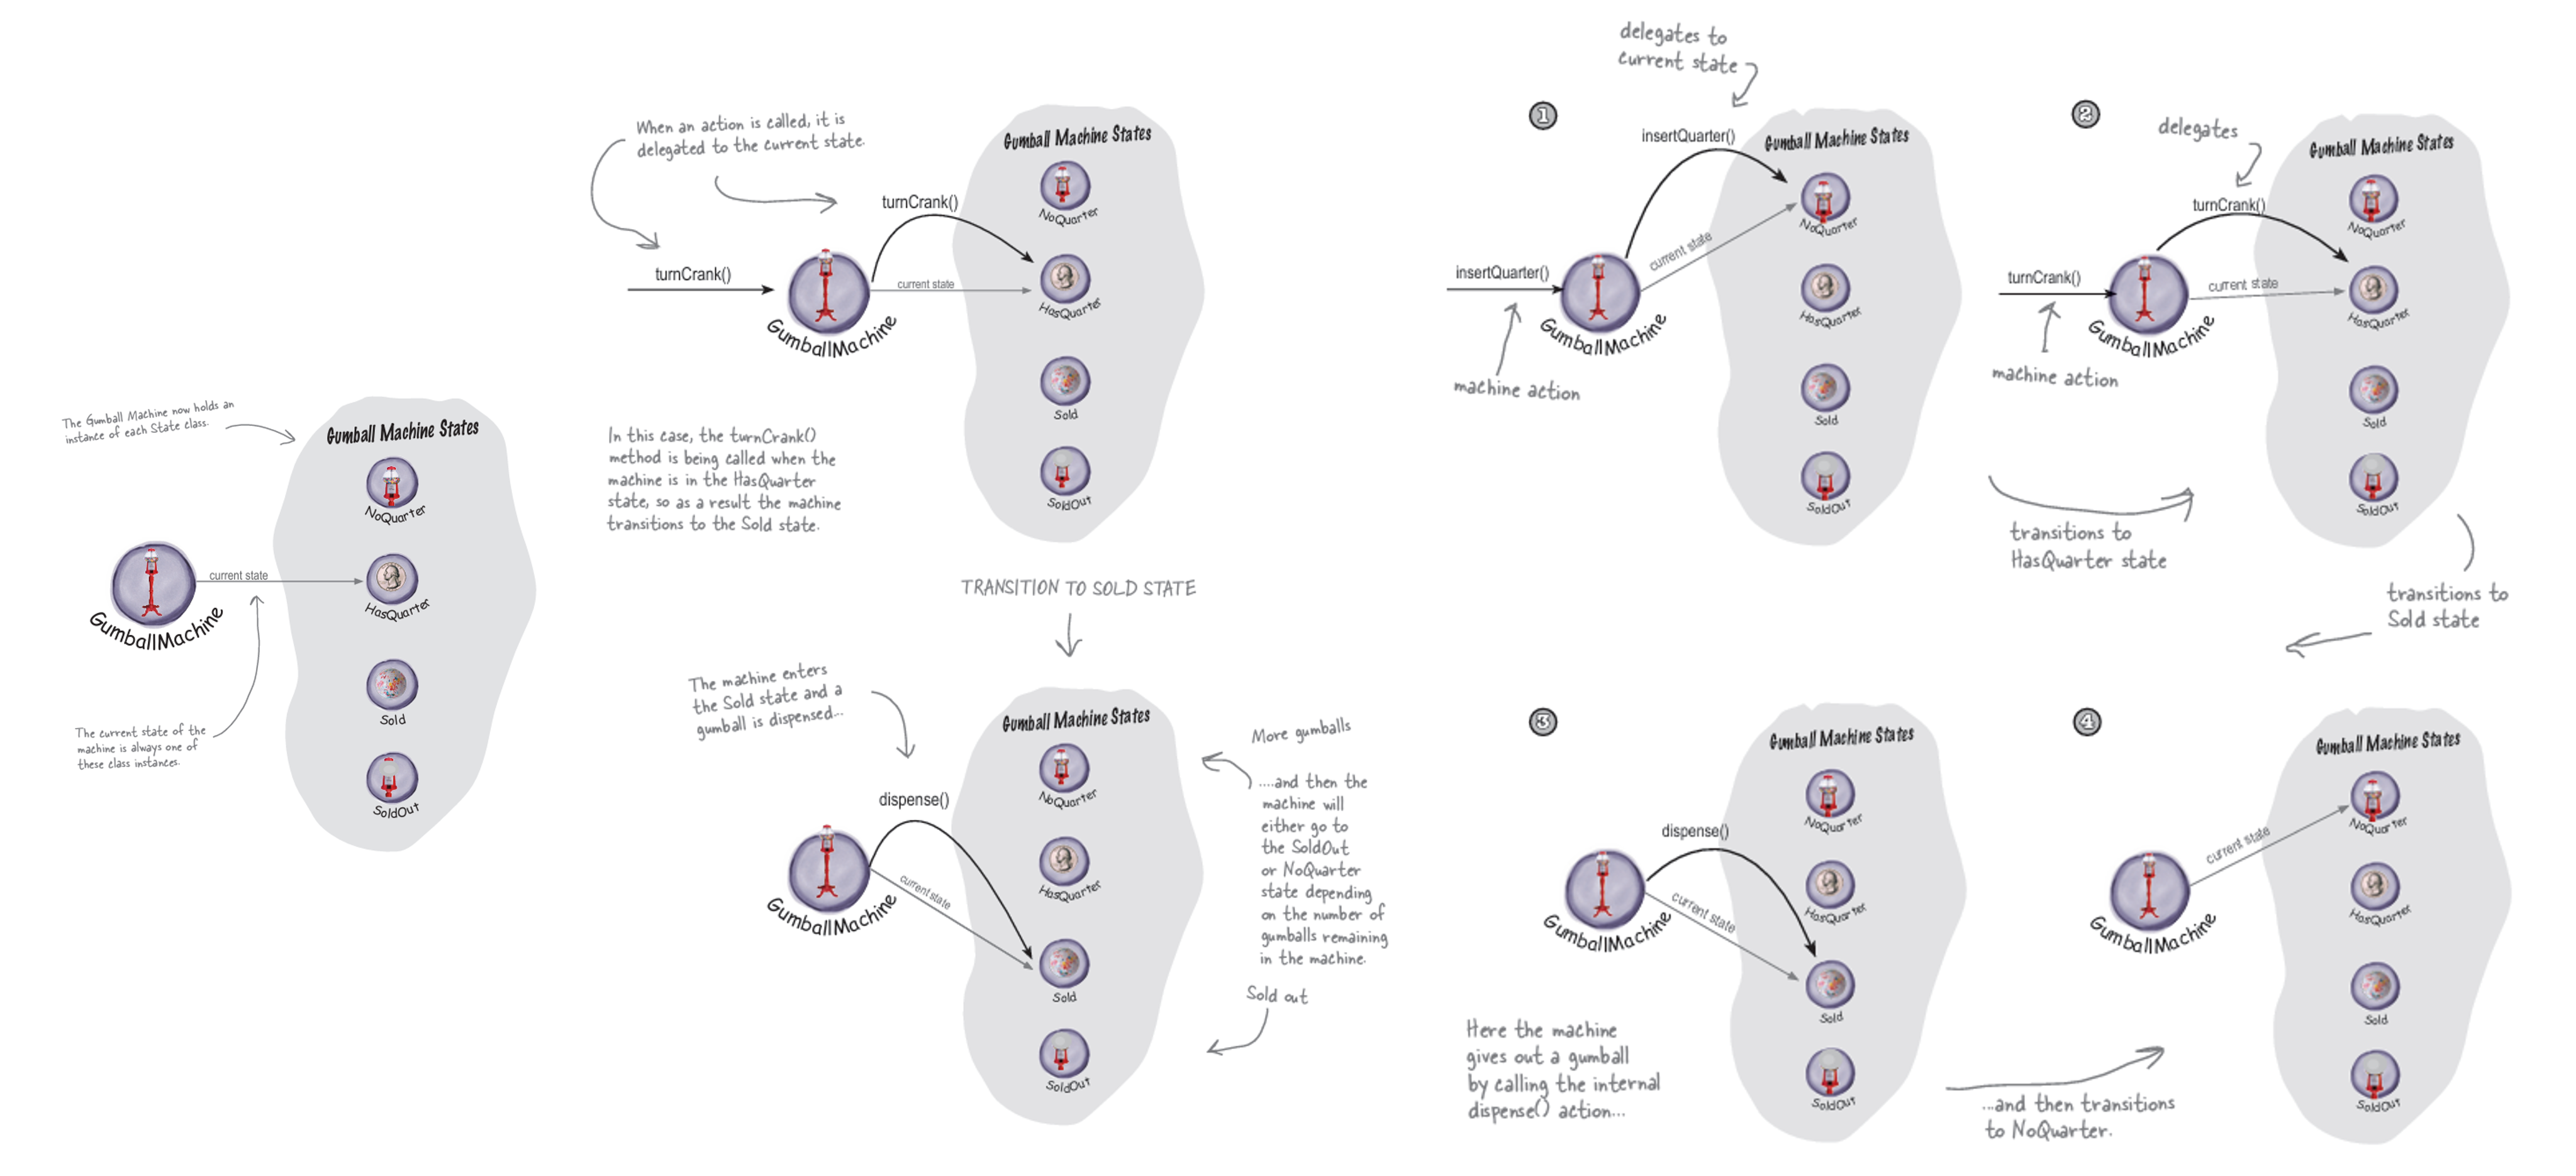 The Gumball Machine now holds an
instance of each State class.
Gumball Machine States
NoQuarter
current state
HasQuarter
GumballMachine
Sold
The current state of the
machine is always one of
these class instances.
SoldOut
When an action is called, it is
delegated to the current state.
Gumball Machine States
turnCrank()
NoQuarter
turnCrank()
current state
HasQuarter
GumballMachine
Sold
In this case, the turnCrank()
method is being called when the
machine is in the HasQuarter
state, so as a result the machine
transitions to the Sold state.
SoldOut
TRANSITION TO SOLD STATE
The machine enters
the Sold state and a
gumball is dispensed...
Gumball Machine States
dispense()
NoQuarter
current state
HasQuarter
GumballMachine
Sold
SoldOut
More gumballs
....and then the
machine will
either go to
the SoldOut
or NoQuarter
state depending
on the number of
gumballs remaining
in the machine.
Sold out
delegates to
current state
1
insertQuarter()
Gumball Machine States
NoQuarter
current state
insertQuarter()
HasQuarter
GumballMachine
machine action
Sold
SoldOut
2
delegates
Gumball Machine States
turnCrank()
NoQuarter
turnCrank()
current state
HasQuarter
GumballMachine
machine action
Sold
SoldOut
transitions to
HasQuarter state
transitions to
Sold state
3
Gumball Machine States
NoQuarter
dispense()
current state
HasQuarter
GumballMachine
Sold
Here the machine
gives out a gumball
by calling the internal
dispense() action...
SoldOut
4
Gumball Machine States
NoQuarter
current state
HasQuarter
GumballMachine
Sold
SoldOut
...and then transitions
to NoQuarter.